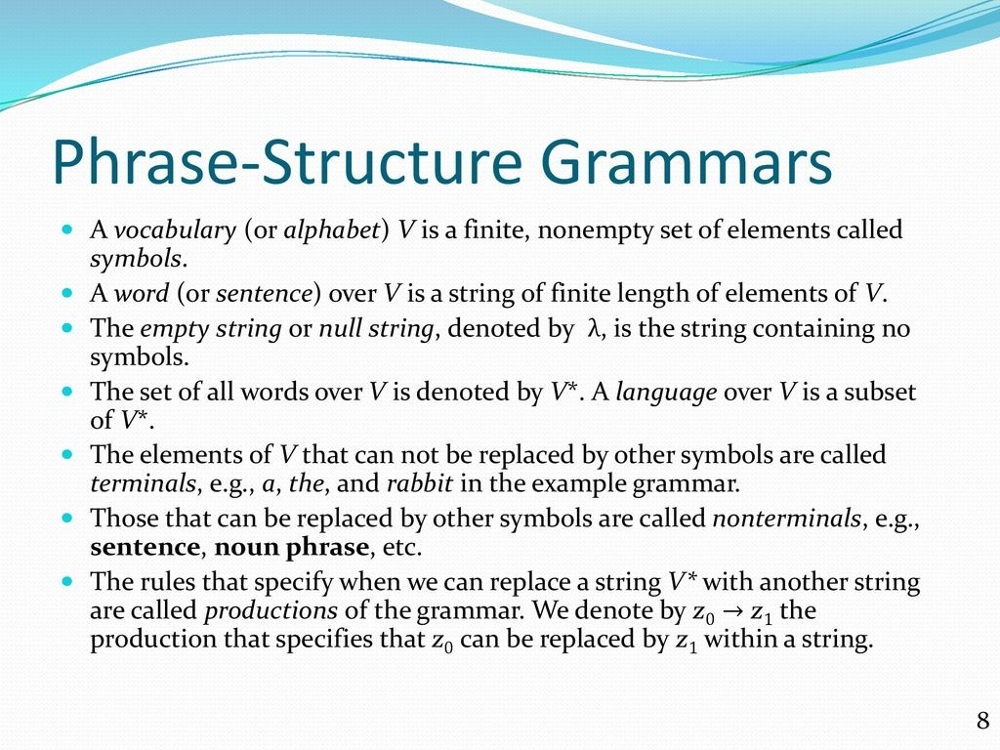 Phrase-Structure Grammars
• A vocabulary (or alphabet) V is a finite, nonempty set of elements called
symbols.
• A word (or sentence) over V is a string of finite length of elements of V.
• The empty string or null string, denoted by λ, is the string containing no
symbols.
• The set of all words over V is denoted by V*. A language over V is a subset
of V*.
• The elements of V that can not be replaced by other symbols are called
terminals, e.g., a, the, and rabbit in the example grammar.
• Those that can be replaced by other symbols are called nonterminals, e.g.,
sentence, noun phrase, etc.
• The rules that specify when we can replace a string V* with another string
are called productions of the grammar. We denote by z₀ → z₁ the
production that specifies that z₀ can be replaced by z₁ within a string.
8